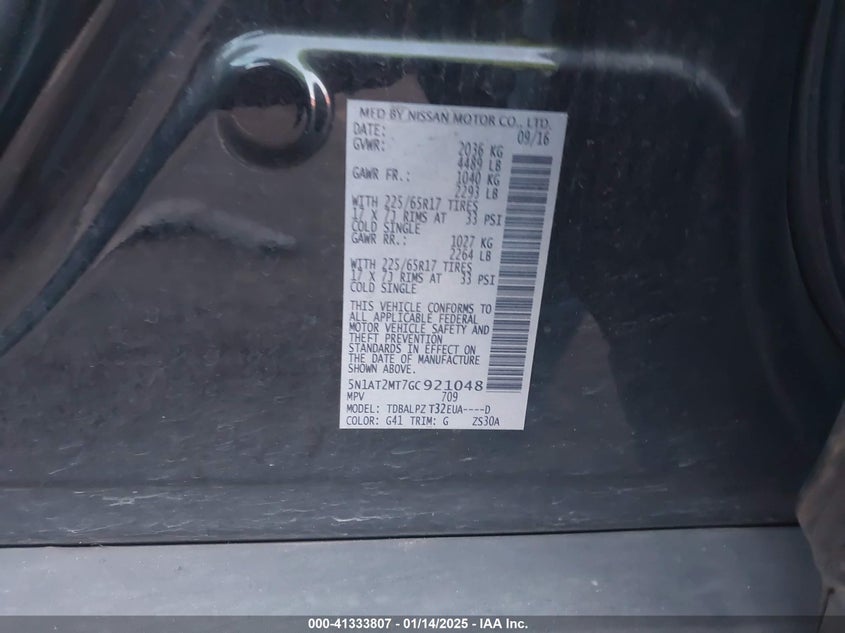 MFD BY NISSAN MOTOR CO., LTD.
DATE: 09/16
GVWR: 2036 KG
4489 LB
GAWR FR.: 1040 KG
2293 LB
WITH 225/65R17 TIRES
17 X 7J RIMS AT 33 PSI
COLD SINGLE
GAWR RR.: 1027 KG
2264 LB
WITH 225/65R17 TIRES
17 X 7J RIMS AT 33 PSI
COLD SINGLE
THIS VEHICLE CONFORMS TO
ALL APPLICABLE FEDERAL
MOTOR VEHICLE SAFETY AND
THEFT PREVENTION
STANDARDS IN EFFECT ON
THE DATE OF MANUFACTURE
SHOWN ABOVE.
5N1AT2MT7GC921048
MPV 709
MODEL: TDBALPZ T32EUA----D
COLOR: G41 TRIM: G ZS30A
000-41333807 - 01/14/2025 - IAA Inc.